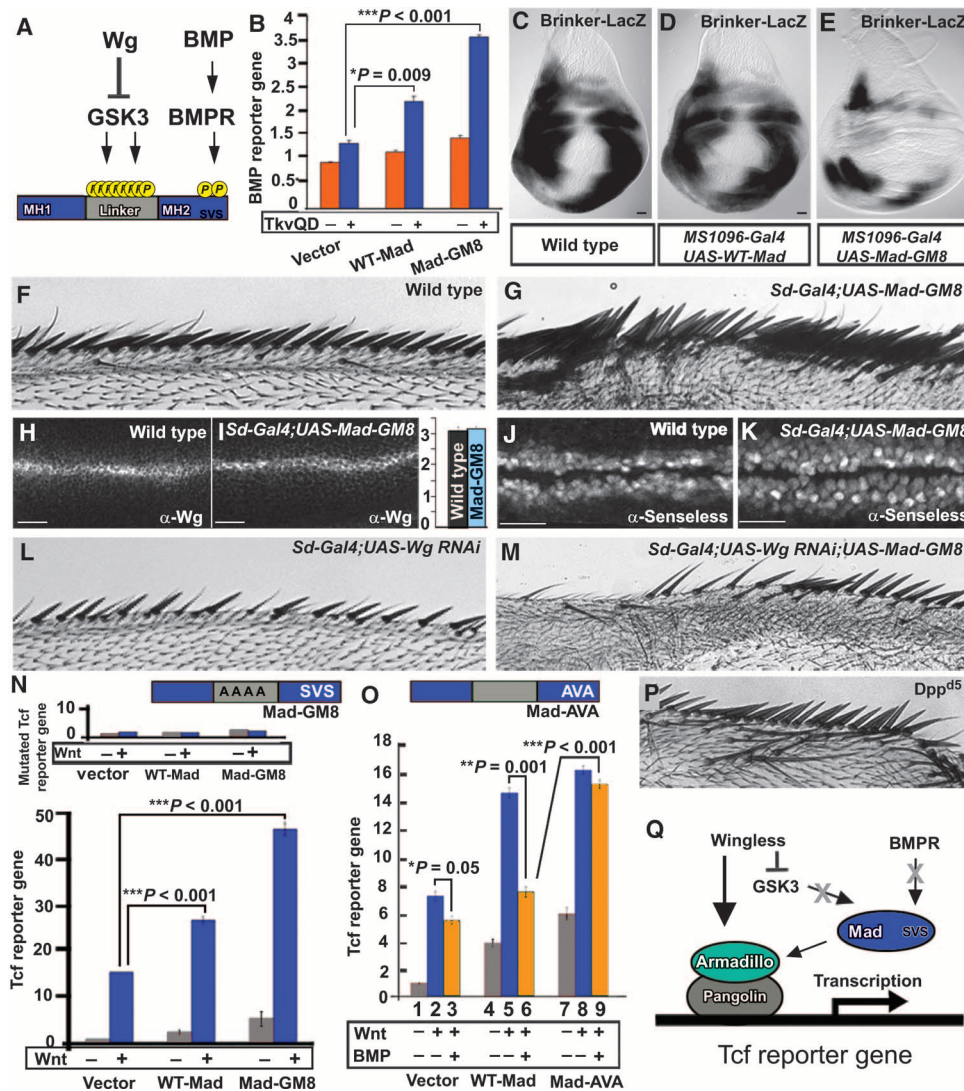 A
Wg
BMP
GSK3
BMPR
P
P P
MH1
Linker
MH2
SVS
B
***P < 0.001
*P = 0.009
BMP reporter gene
4
3.5
3
2.5
2
1.5
1
0.5
0
TkvQD
– + – + – +
Vector
WT-Mad
Mad-GM8
C
Brinker-LacZ
Wild type
D
Brinker-LacZ
MS1096-Gal4
UAS-WT-Mad
E
Brinker-LacZ
MS1096-Gal4
UAS-Mad-GM8
F
Wild type
G
Sd-Gal4;UAS-Mad-GM8
H
Wild type
α-Wg
I
Sd-Gal4;UAS-Mad-GM8
α-Wg
3
2
1
0
Wild type
Mad-GM8
J
Wild type
α-Senseless
K
Sd-Gal4;UAS-Mad-GM8
α-Senseless
L
Sd-Gal4;UAS-Wg RNAi
M
Sd-Gal4;UAS-Wg RNAi;UAS-Mad-GM8
N
AAAA
SVS
Mad-GM8
Mutated Tcf
reporter gene
10
0
Wnt
– + – + – +
vector
WT-Mad
Mad-GM8
***P < 0.001
***P < 0.001
Tcf reporter gene
50
40
30
20
10
0
Wnt
– + – + – +
Vector
WT-Mad
Mad-GM8
O
AVA
Mad-AVA
***P < 0.001
**P = 0.001
*P = 0.05
Tcf reporter gene
16
14
12
10
8
6
4
2
0
1 2 3 4 5 6 7 8 9
Wnt – + + – + + – + +
BMP – – + – – + – – +
Vector
WT-Mad
Mad-AVA
P
Dppd5
Q
Wingless
BMPR
GSK3
X
X
Mad
SVS
Armadillo
Pangolin
Transcription
Tcf reporter gene